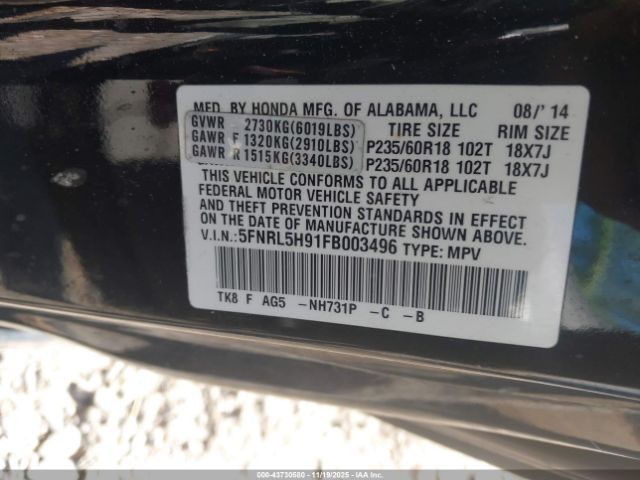 MFD. BY HONDA MFG. OF ALABAMA, LLC 08/' 14
GVWR 2730KG(6019LBS) TIRE SIZE RIM SIZE
GAWR F 1320KG(2910LBS) P235/60R18 102T 18X7J
GAWR R 1515KG(3340LBS) P235/60R18 102T 18X7J
THIS VEHICLE CONFORMS TO ALL APPLICABLE
FEDERAL MOTOR VEHICLE SAFETY
AND THEFT PREVENTION STANDARDS IN EFFECT
ON THE DATE OF MANUFACTURE SHOWN ABOVE.
V.I.N.:5FNRL5H91FB003496 TYPE: MPV
TK8 F AG5 -NH731P -C -B
000-43730580 - 11/19/2025 - IAAI.COM